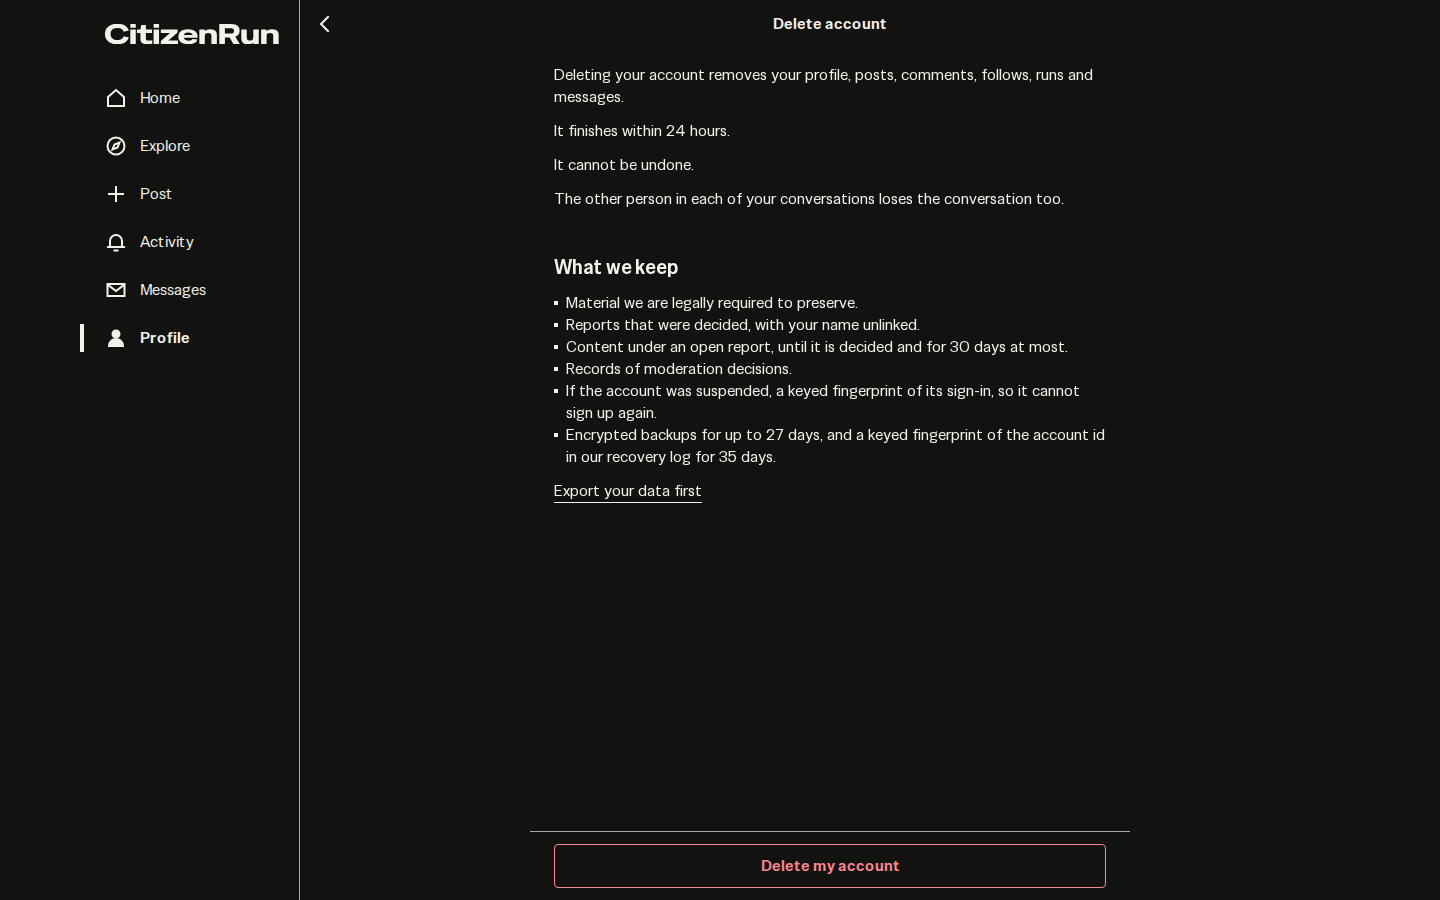 CitizenRun
Home
Explore
Post
Activity
Messages
Profile
Delete account
Deleting your account removes your profile, posts, comments, follows, runs and
messages.
It finishes within 24 hours.
It cannot be undone.
The other person in each of your conversations loses the conversation too.
What we keep
Material we are legally required to preserve.
Reports that were decided, with your name unlinked.
Content under an open report, until it is decided and for 30 days at most.
Records of moderation decisions.
If the account was suspended, a keyed fingerprint of its sign-in, so it cannot
sign up again.
Encrypted backups for up to 27 days, and a keyed fingerprint of the account id
in our recovery log for 35 days.
Export your data first
Delete my account